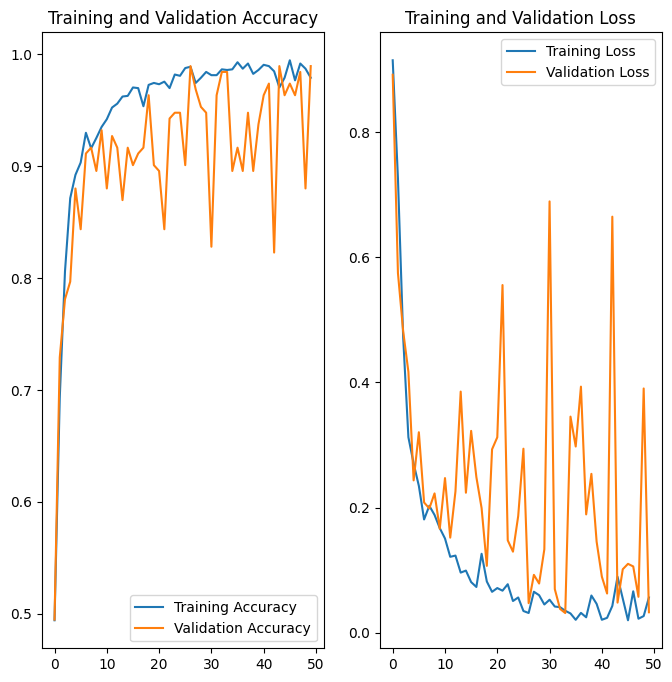 Training and Validation Accuracy
1.0
0.9
0.8
0.7
0.6
0.5
Training Accuracy
Validation Accuracy
0 10 20 30 40 50
Training and Validation Loss
Training Loss
Validation Loss
0.8
0.6
0.4
0.2
0.0
0 10 20 30 40 50